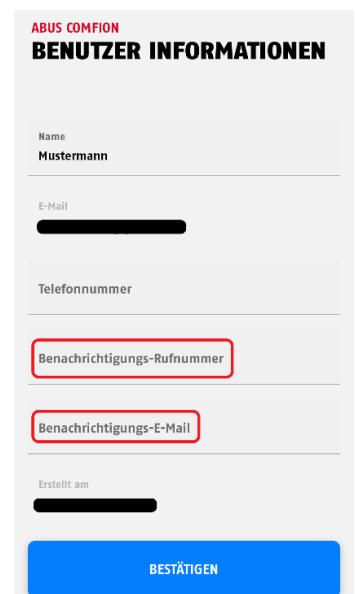 ABUS COMFION
BENUTZER INFORMATIONEN
Name
Mustermann
E-Mail
Telefonnummer
Benachrichtigungs-Rufnummer
Benachrichtigungs-E-Mail
Erstellt am
BESTÄTIGEN